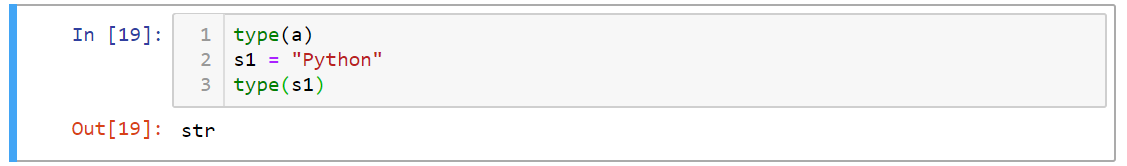 In [19]: 1 type(a)
2 s1 = "Python"
3 type(s1)
Out[19]: str